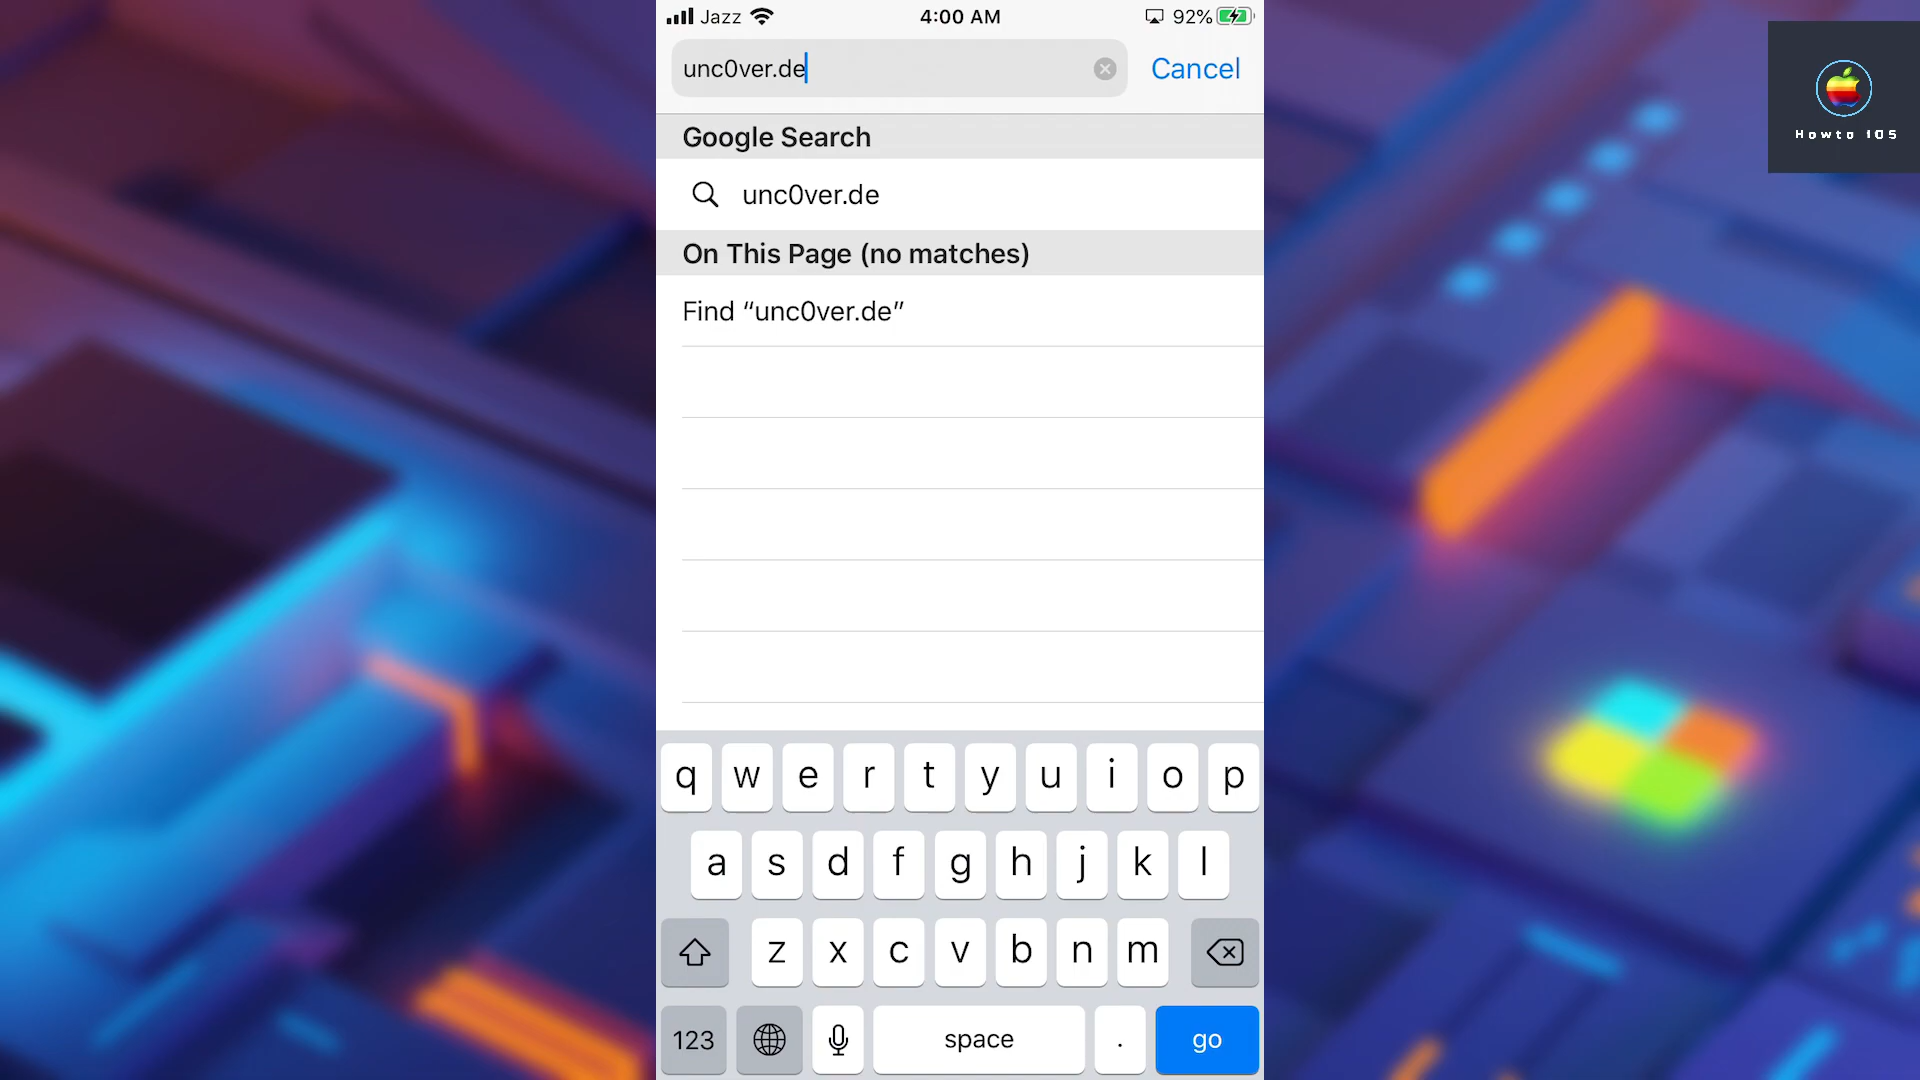 Jazz 4:00 AM 92%
unc0ver.de Cancel
Howto 105
Google Search
unc0ver.de
On This Page (no matches)
Find “unc0ver.de”
q w e r t y u i o p
a s d f g h j k l
z x c v b n m
123 space . go